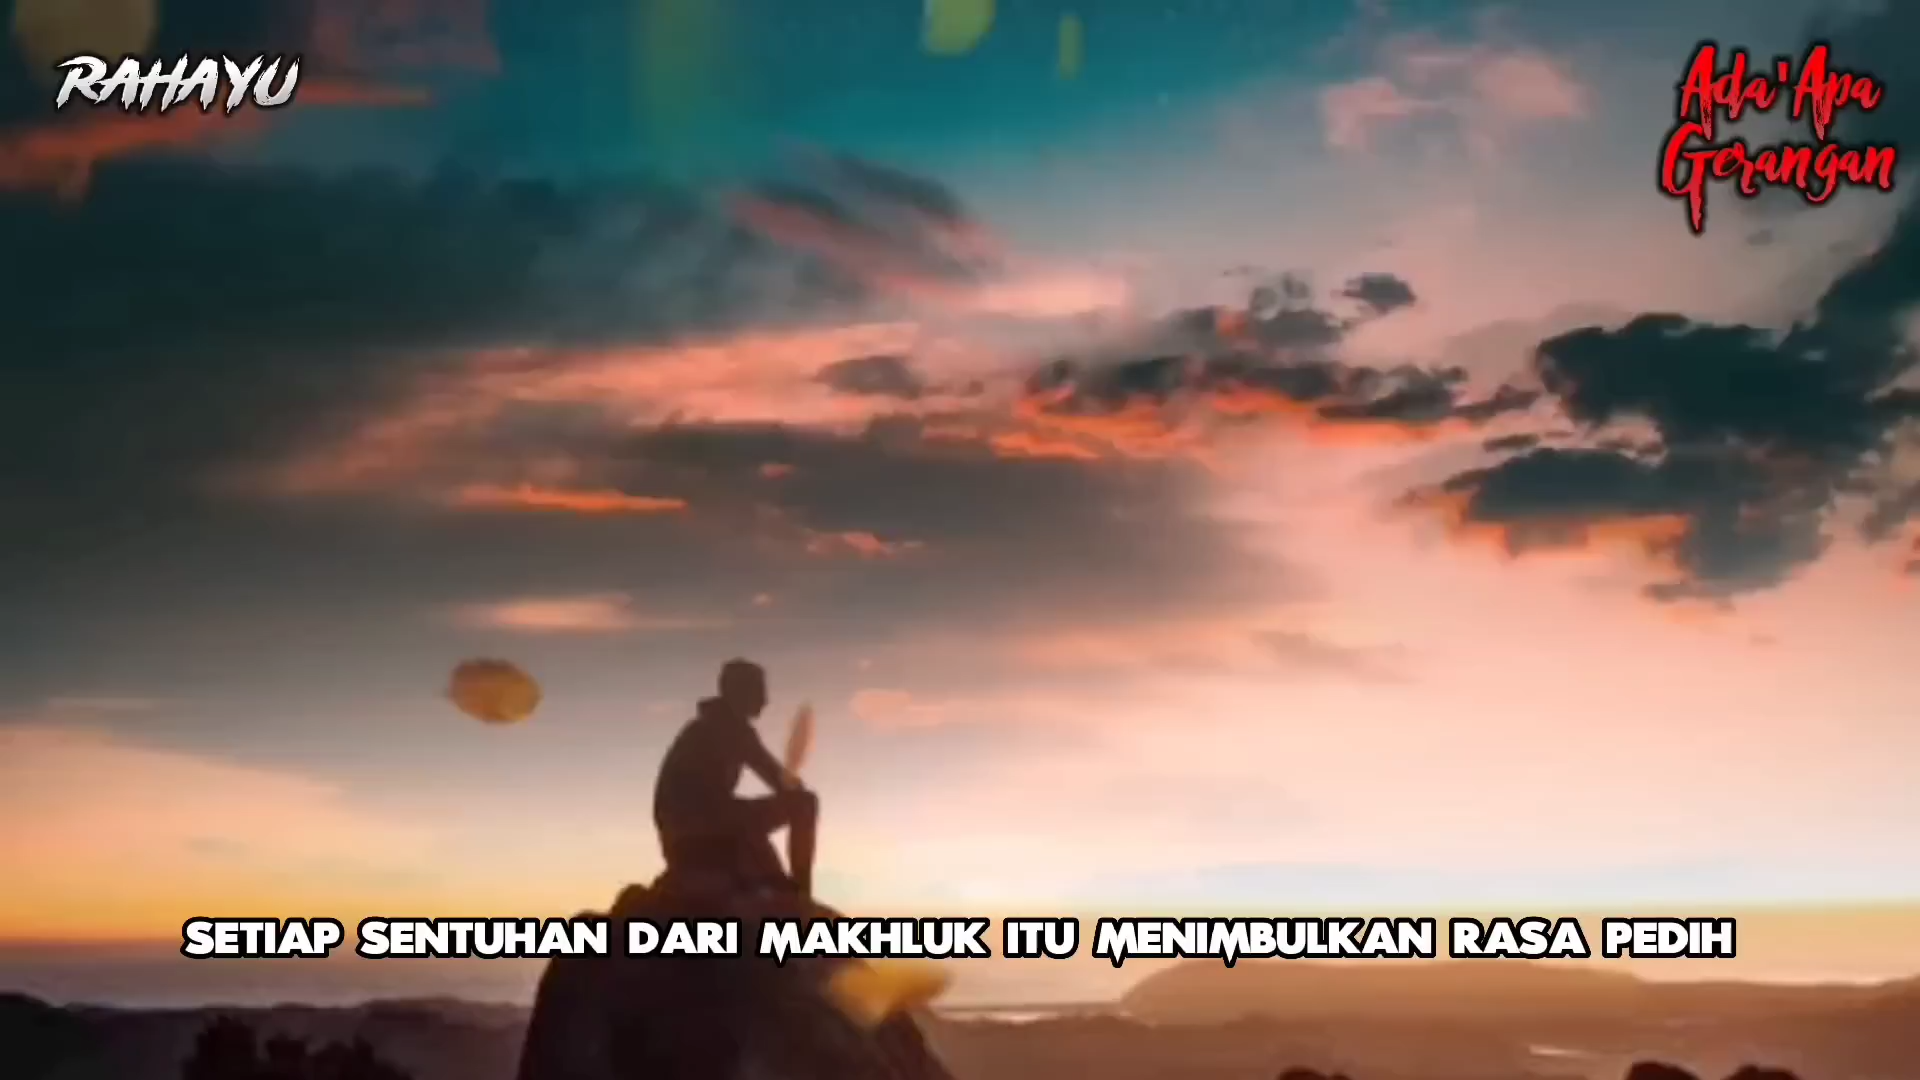 RAHAYU
Ada'Apa
Gerangan
SETIAP SENTUHAN DARI MAKHLUK ITU MENIMBULKAN RASA PEDIH